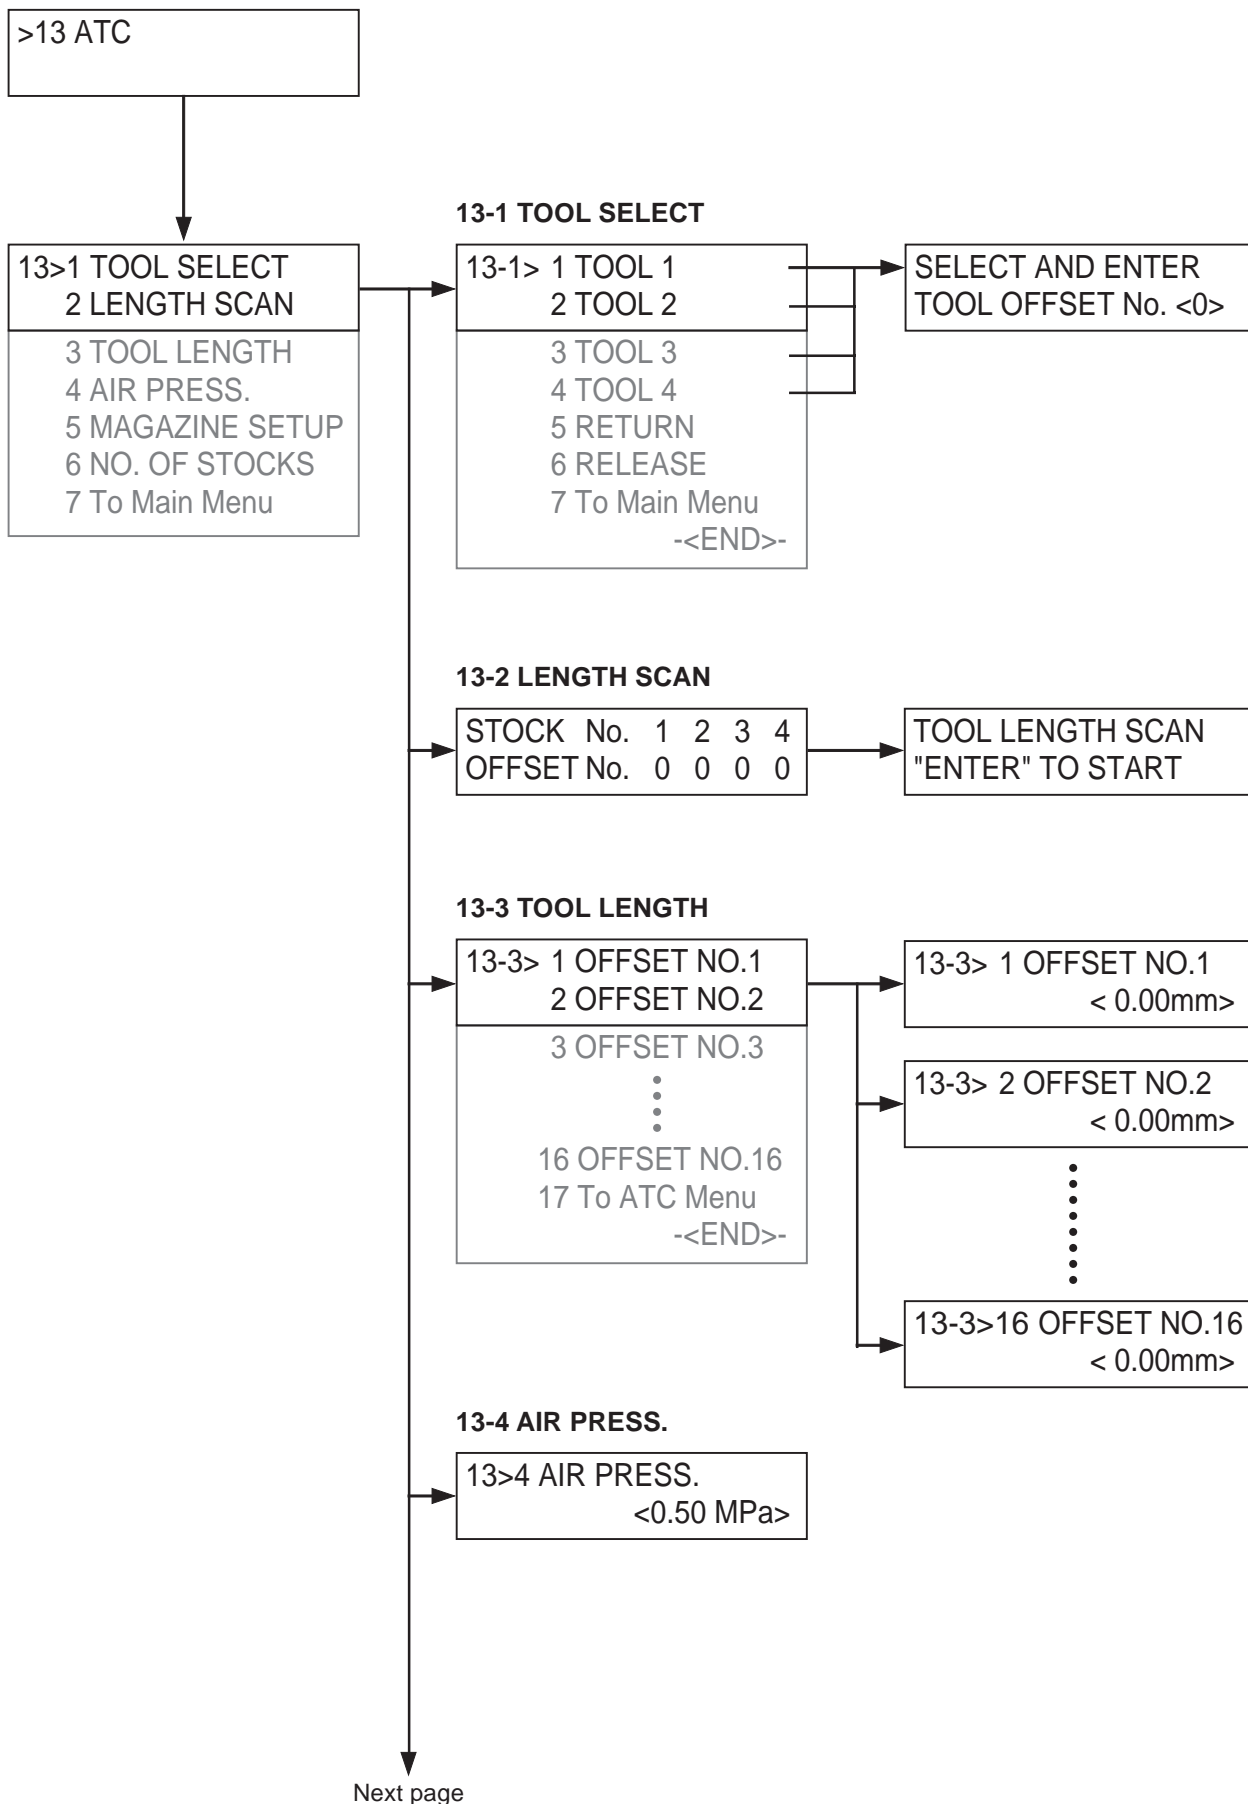 >13 ATC
13>1 TOOL SELECT
2 LENGTH SCAN
3 TOOL LENGTH
4 AIR PRESS.
5 MAGAZINE SETUP
6 NO. OF STOCKS
7 To Main Menu
13-1 TOOL SELECT
13-1> 1 TOOL 1
2 TOOL 2
3 TOOL 3
4 TOOL 4
5 RETURN
6 RELEASE
7 To Main Menu
-<END>-
SELECT AND ENTER
TOOL OFFSET No. <0>
13-2 LENGTH SCAN
STOCK No. 1 2 3 4
OFFSET No. 0 0 0 0
TOOL LENGTH SCAN
"ENTER" TO START
13-3 TOOL LENGTH
13-3> 1 OFFSET NO.1
2 OFFSET NO.2
3 OFFSET NO.3
16 OFFSET NO.16
17 To ATC Menu
-<END>-
13-3> 1 OFFSET NO.1
< 0.00mm>
13-3> 2 OFFSET NO.2
< 0.00mm>
13-3>16 OFFSET NO.16
< 0.00mm>
13-4 AIR PRESS.
13>4 AIR PRESS.
<0.50 MPa>
Next page